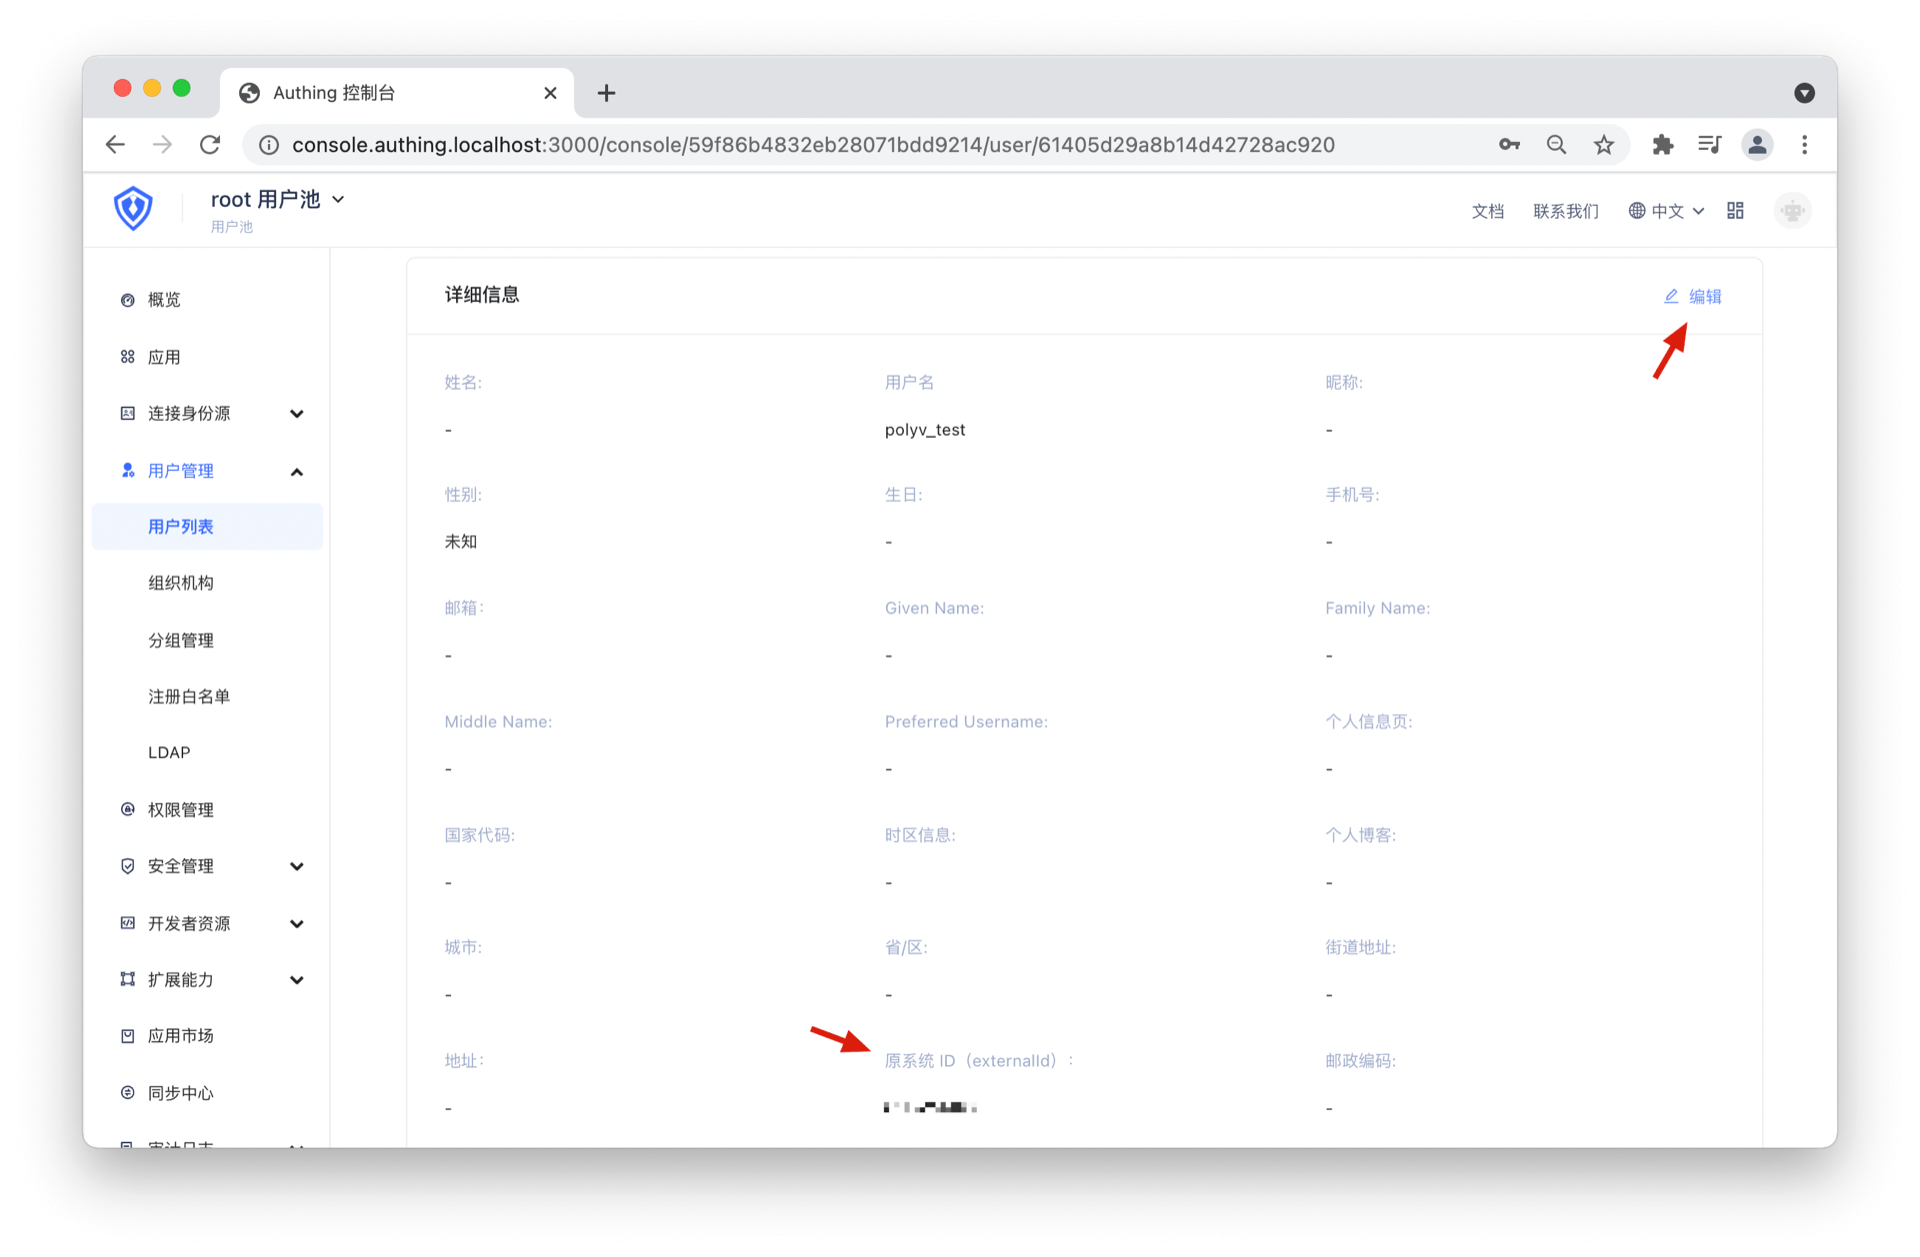 Authing 控制台
console.authing.localhost:3000/console/59f86b4832eb28071bdd9214/user/61405d29a8b14d42728ac920
root 用户池
用户池
文档
联系我们
中文
概览
应用
连接身份源
用户管理
用户列表
组织机构
分组管理
注册白名单
LDAP
权限管理
安全管理
开发者资源
扩展能力
应用市场
同步中心
详细信息
编辑
姓名: 用户名 昵称:
- polyv_test -
性别: 生日: 手机号:
未知 - -
邮箱: Given Name: Family Name:
- - -
Middle Name: Preferred Username: 个人信息页:
- - -
国家代码: 时区信息: 个人博客:
- - -
城市: 省/区: 街道地址:
- - -
地址: 原系统 ID（externalId）: 邮政编码:
- -